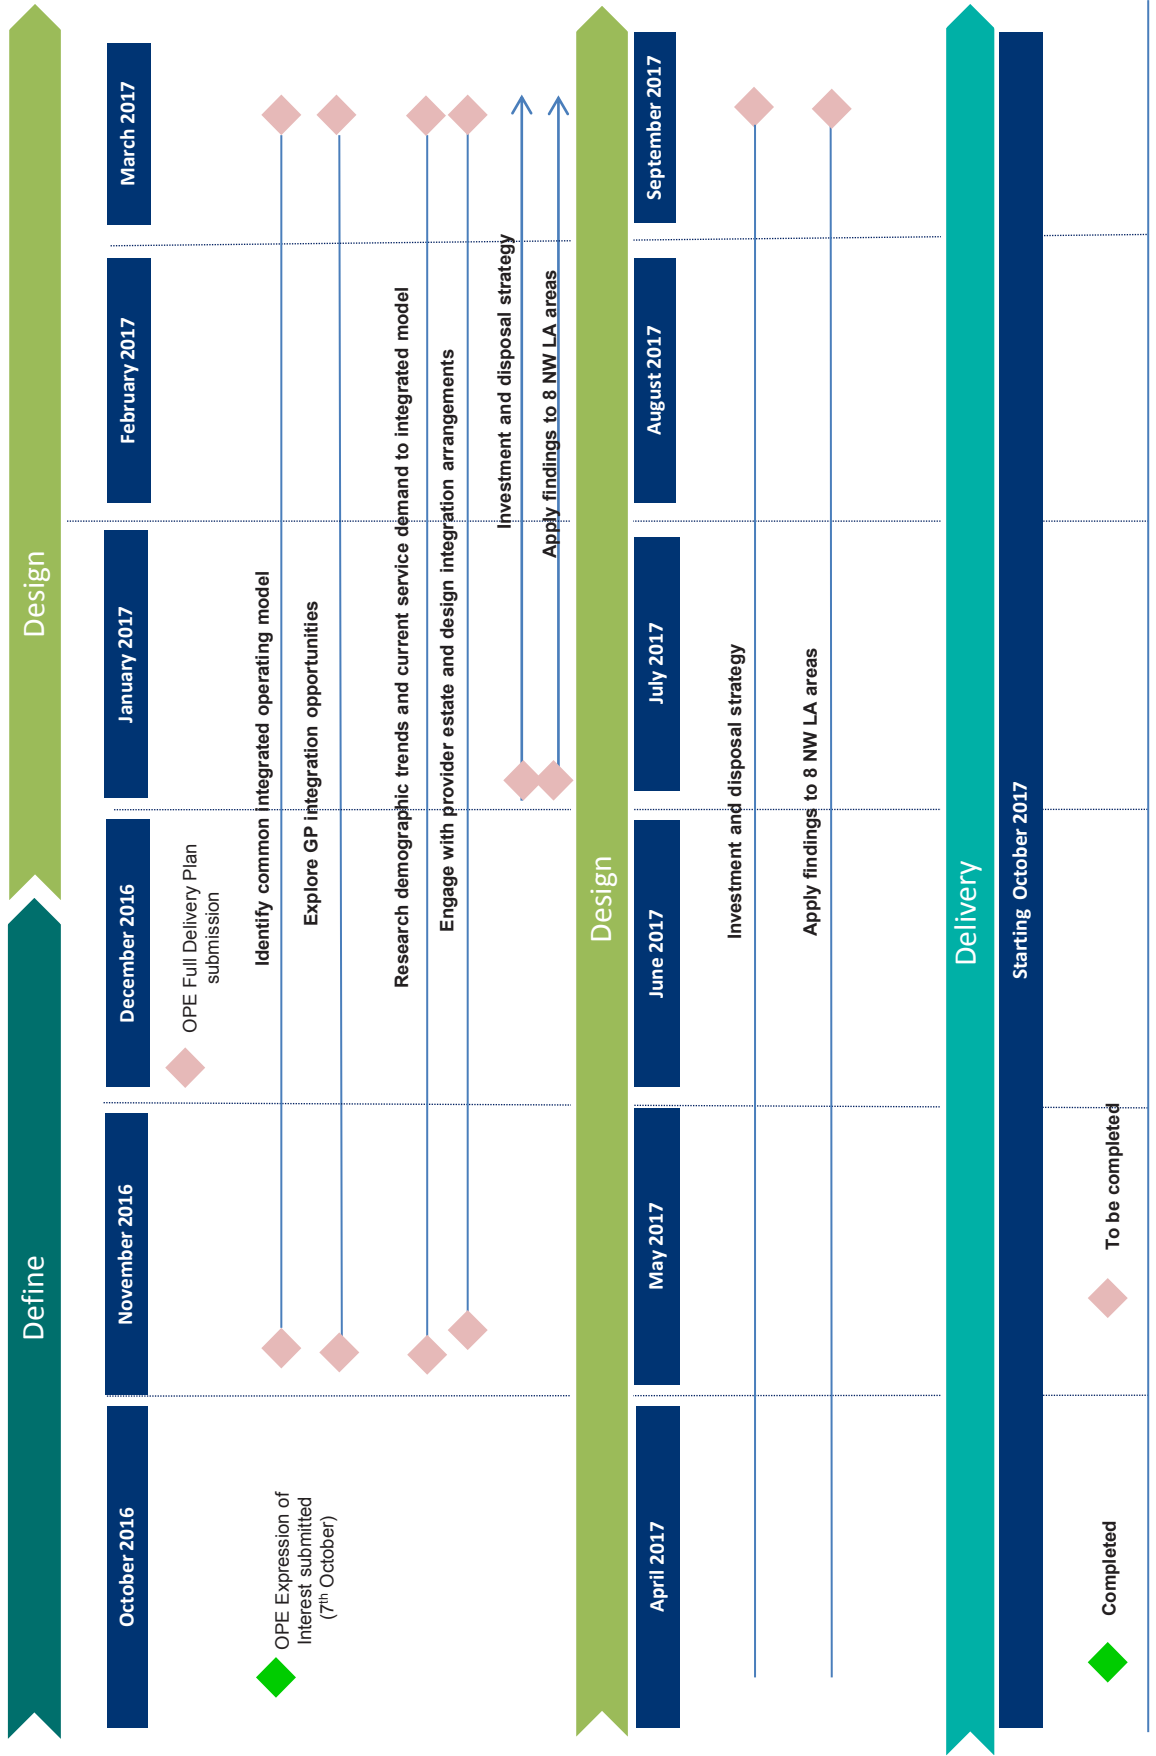 Define
Design
October 2016
November 2016
December 2016
January 2017
February 2017
March 2017
OPE Full Delivery Plan
submission
OPE Expression of
Interest submitted
(7th October)
Identify common integrated operating model
Explore GP integration opportunities
Research demographic trends and current service demand to integrated model
Engage with provider estate and design integration arrangements
Investment and disposal strategy
Apply findings to 8 NW LA areas
Design
April 2017
May 2017
June 2017
July 2017
August 2017
September 2017
Investment and disposal strategy
Apply findings to 8 NW LA areas
Delivery
Starting October 2017
Completed
To be completed